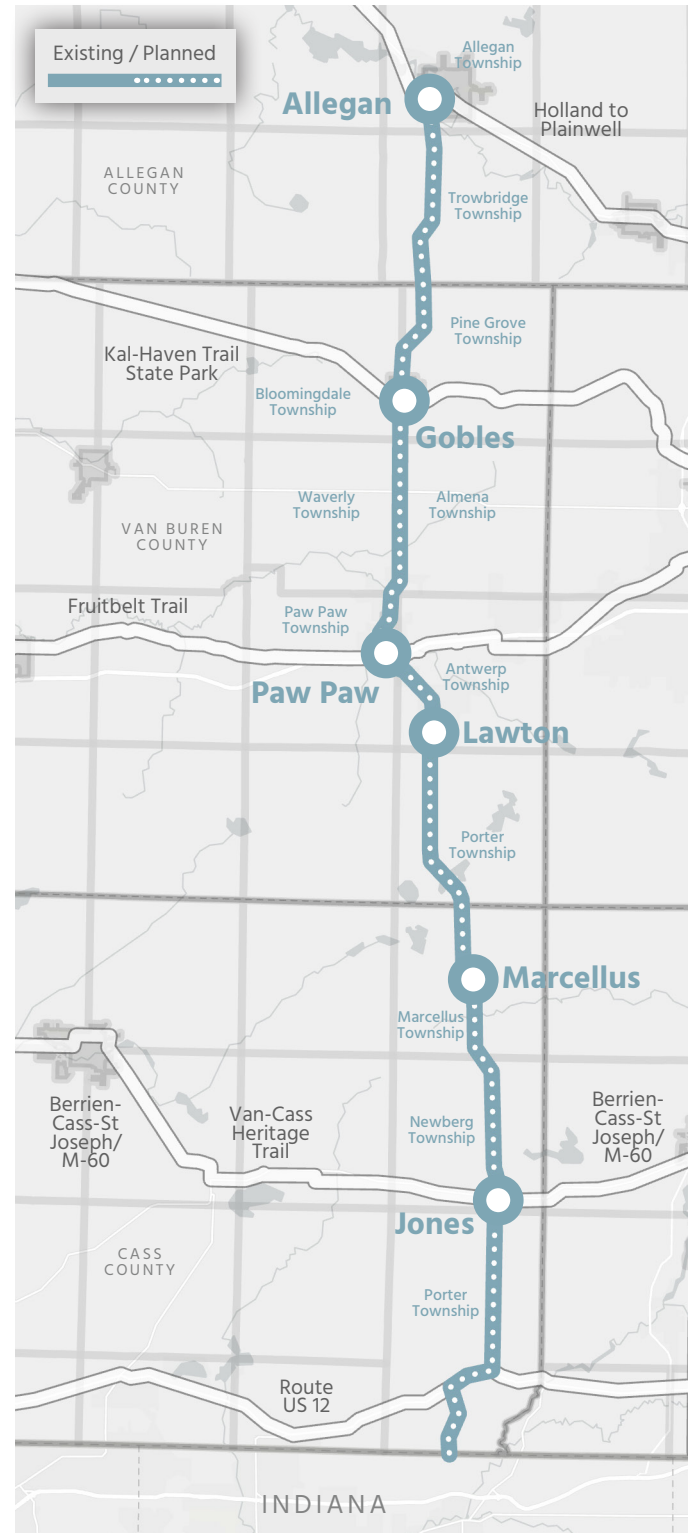 Existing / Planned
Allegan
Township
Allegan
Holland to
Plainwell
ALLEGAN
COUNTY
Trowbridge
Township
Pine Grove
Township
Kal-Haven Trail
State Park
Bloomingdale
Township
Gobles
Waverly
Township
Almena
Township
VAN BUREN
COUNTY
Fruitbelt Trail
Paw Paw
Township
Antwerp
Township
Paw Paw
Lawton
Porter
Township
Marcellus
Marcellus
Township
Berrien-
Cass-St
Joseph/
M-60
Van-Cass
Heritage
Trail
Newberg
Township
Berrien-
Cass-St
Joseph/
M-60
Jones
CASS
COUNTY
Porter
Township
Route
US 12
INDIANA